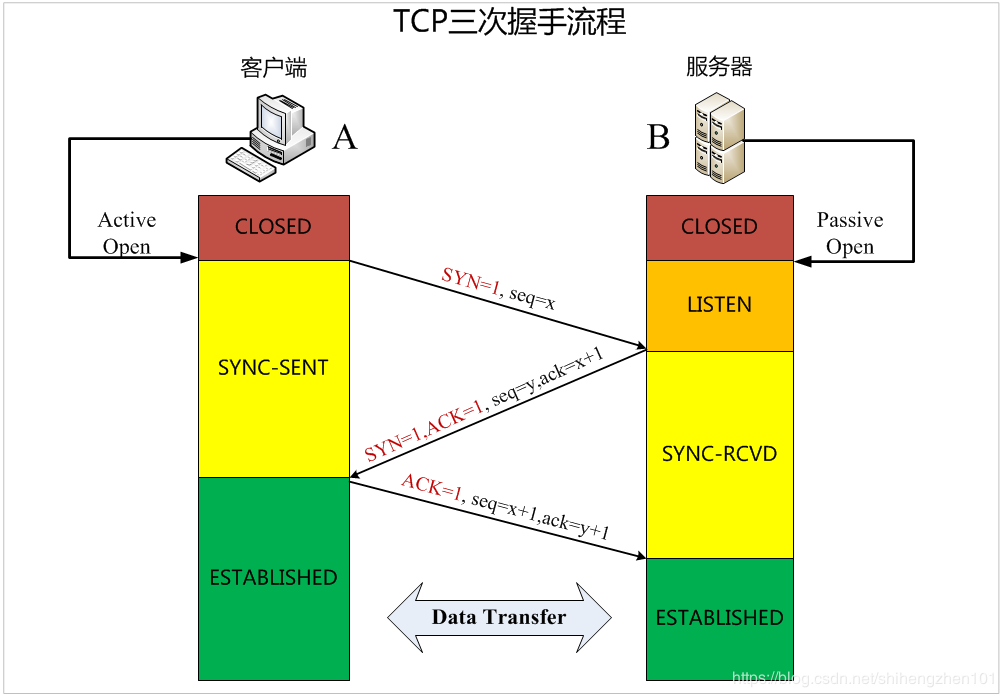 TCP三次握手流程
客户端
服务器
A
B
Active
Open
Passive
Open
CLOSED
CLOSED
SYN=1, seq=x
LISTEN
SYNC-SENT
SYN=1,ACK=1, seq=y,ack=x+1
SYNC-RCVD
ACK=1, seq=x+1,ack=y+1
ESTABLISHED
Data Transfer
ESTABLISHED
https://blog.csdn.net/shihengzhen101